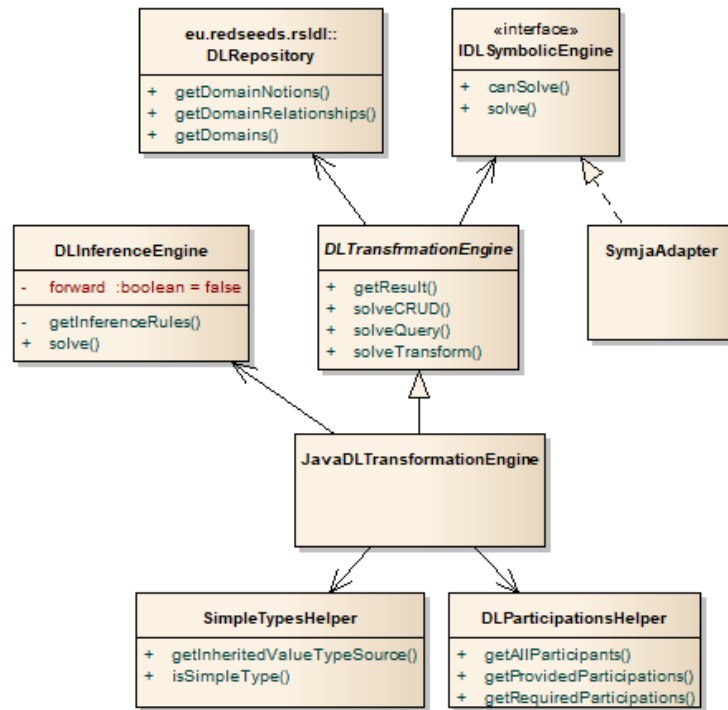 eu.redseeds.rsldl::
DLRepository
+ getDomainNotions()
+ getDomainRelationships()
+ getDomains()
«interface»
IDLSymbolicEngine
+ canSolve()
+ solve()
DLInferenceEngine
- forward :boolean = false
- getInferenceRules()
+ solve()
DLTransfrmationEngine
+ getResult()
+ solveCRUD()
+ solveQuery()
+ solveTransform()
SymjaAdapter
JavaDLTransformationEngine
SimpleTypesHelper
+ getInheritedValueTypeSource()
+ isSimpleType()
DLParticipationsHelper
+ getAllParticipants()
+ getProvidedParticipations()
+ getRequiredParticipations()